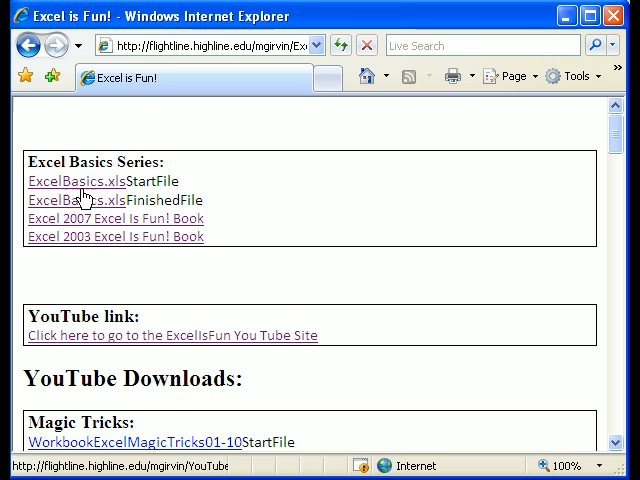 Excel is Fun! - Windows Internet Explorer
http://flightline.highline.edu/mgirvin/Exc
Live Search
Excel is Fun!
Page
Tools
Excel Basics Series:
ExcelBasics.xlsStartFile
ExcelBasics.xlsFinishedFile
Excel 2007 Excel Is Fun! Book
Excel 2003 Excel Is Fun! Book
YouTube link:
Click here to go to the ExcelIsFun You Tube Site
YouTube Downloads:
Magic Tricks:
WorkbookExcelMagicTricks01-10StartFile
http://flightline.highline.edu/mgirvin/YouTube
Internet
100%